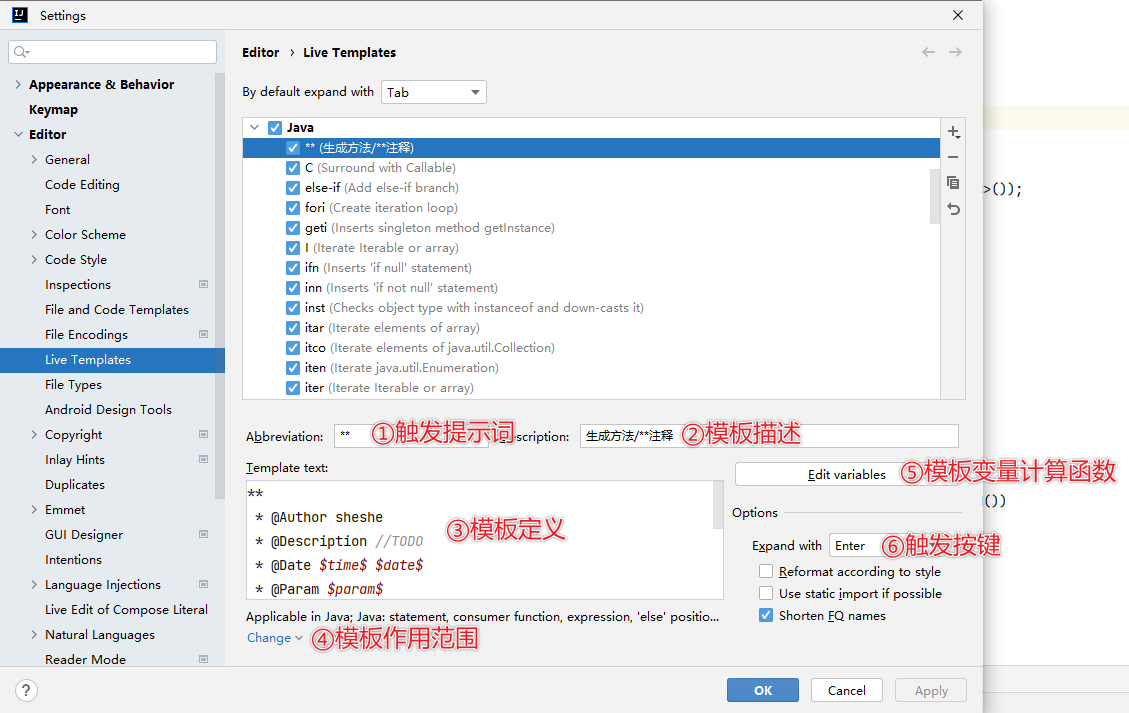 Settings
Editor › Live Templates
By default expand with Tab
Appearance & Behavior
Keymap
Editor
General
Code Editing
Font
Color Scheme
Code Style
Inspections
File and Code Templates
File Encodings
Live Templates
File Types
Android Design Tools
Copyright
Inlay Hints
Duplicates
Emmet
GUI Designer
Intentions
Language Injections
Live Edit of Compose Literal
Natural Languages
Reader Mode
Java
** (生成方法/**注释)
C (Surround with Callable)
else-if (Add else-if branch)
fori (Create iteration loop)
geti (Inserts singleton method getInstance)
I (Iterate Iterable or array)
ifn (Inserts 'if null' statement)
inn (Inserts 'if not null' statement)
inst (Checks object type with instanceof and down-casts it)
itar (Iterate elements of array)
itco (Iterate elements of java.util.Collection)
iten (Iterate java.util.Enumeration)
iter (Iterate Iterable or array)
>());
Abbreviation: ** ①触发提示词 Description: 生成方法/**注释 ②模板描述
Template text:
**
* @Author sheshe
* @Description //TODO
* @Date $time$ $date$
* @Param $param$
③模板定义
Edit variables ⑤模板变量计算函数
())
Options
Expand with Enter ⑥触发按键
Reformat according to style
Use static import if possible
Shorten FQ names
Applicable in Java; Java: statement, consumer function, expression, 'else' positio...
Change ④模板作用范围
?
OK Cancel Apply